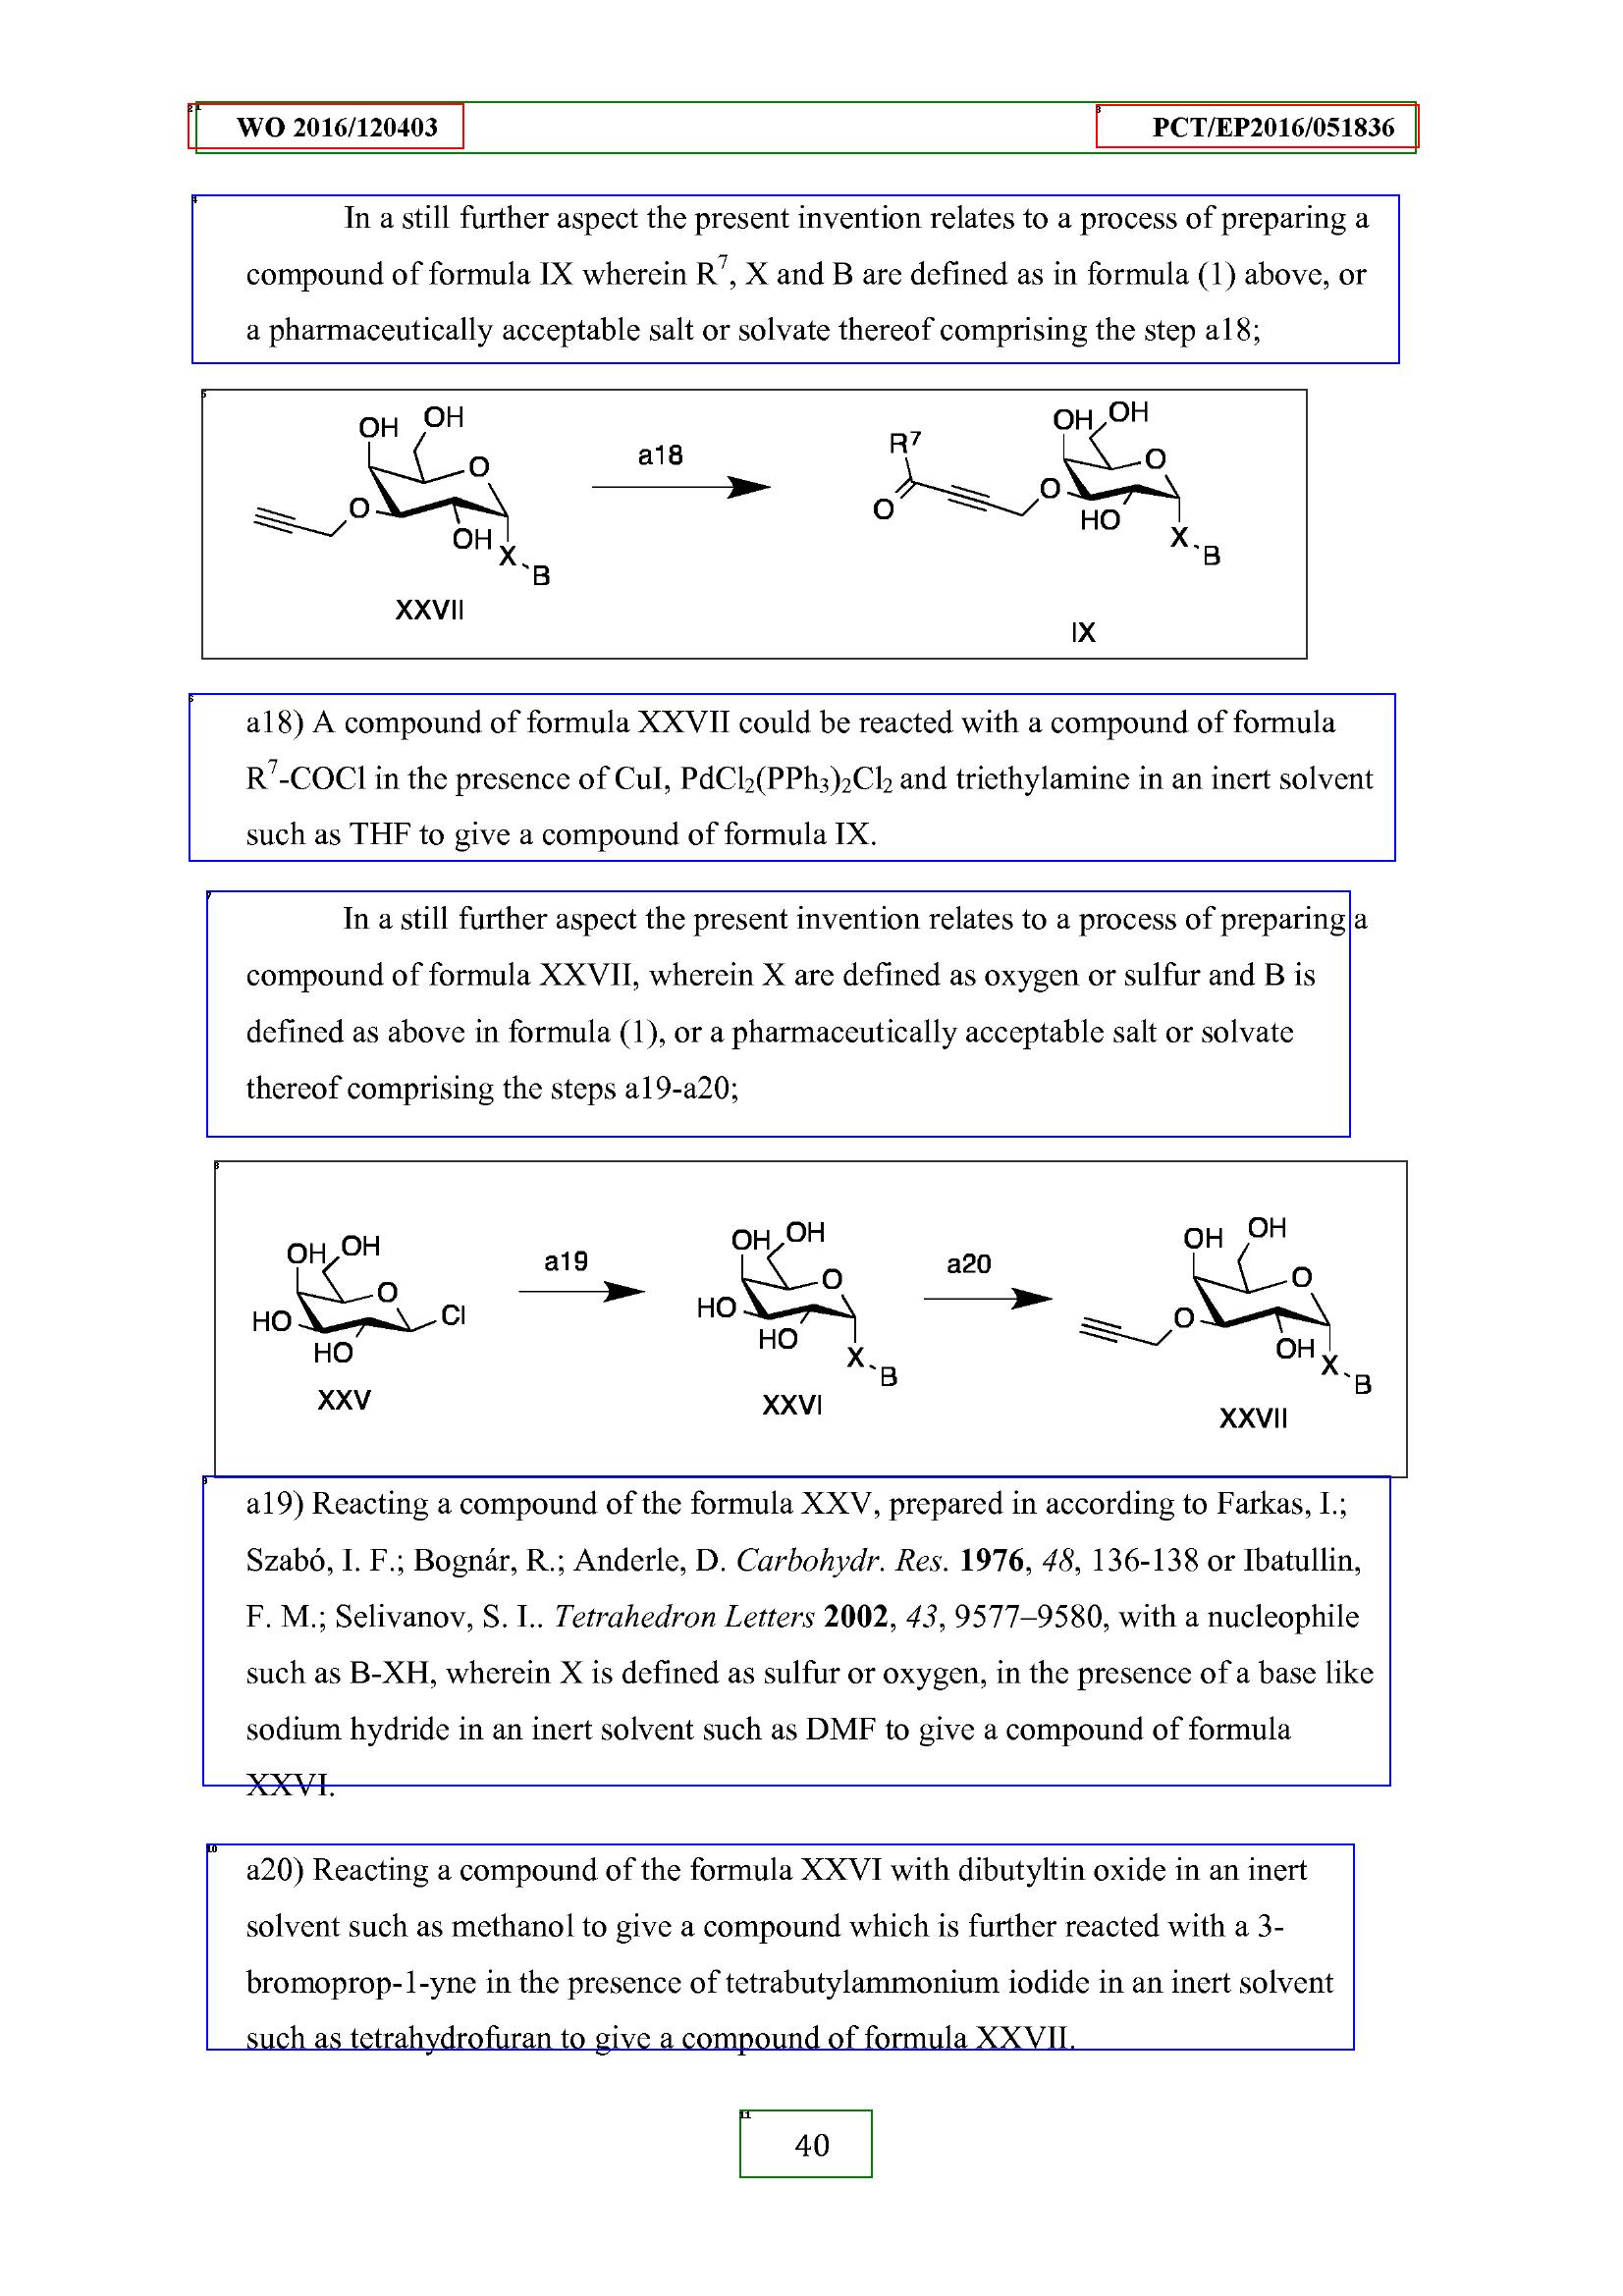 WO 2016/120403 PCT/EP2016/051836
In a still further aspect the present invention relates to a process of preparing a
compound of formula IX wherein R⁷, X and B are defined as in formula (1) above, or
a pharmaceutically acceptable salt or solvate thereof comprising the step a18;
OH OH O O OH X B XXVII
a18
R⁷ O O OH OH O HO X B IX
a18) A compound of formula XXVII could be reacted with a compound of formula
R⁷-COCl in the presence of CuI, PdCl₂(PPh₃)₂Cl₂ and triethylamine in an inert solvent
such as THF to give a compound of formula IX.
In a still further aspect the present invention relates to a process of preparing a
compound of formula XXVII, wherein X are defined as oxygen or sulfur and B is
defined as above in formula (1), or a pharmaceutically acceptable salt or solvate
thereof comprising the steps a19-a20;
OH OH O HO HO Cl XXV
a19
OH OH O HO HO X B XXVI
a20
OH OH O O OH X B XXVII
a19) Reacting a compound of the formula XXV, prepared in according to Farkas, I.;
Szabó, I. F.; Bognár, R.; Anderle, D. Carbohydr. Res. 1976, 48, 136-138 or Ibatullin,
F. M.; Selivanov, S. I.. Tetrahedron Letters 2002, 43, 9577–9580, with a nucleophile
such as B-XH, wherein X is defined as sulfur or oxygen, in the presence of a base like
sodium hydride in an inert solvent such as DMF to give a compound of formula
XXVI.
a20) Reacting a compound of the formula XXVI with dibutyltin oxide in an inert
solvent such as methanol to give a compound which is further reacted with a 3-
bromoprop-1-yne in the presence of tetrabutylammonium iodide in an inert solvent
such as tetrahydrofuran to give a compound of formula XXVII.
40